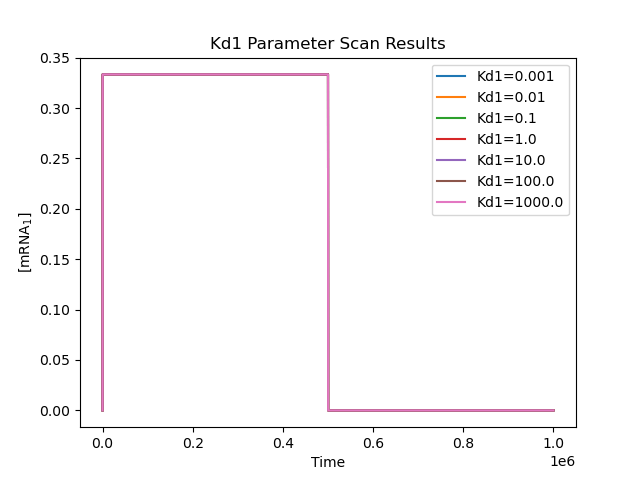 Kd1 Parameter Scan Results
0.35
0.30
0.25
0.20
0.15
0.10
0.05
0.00
[mRNA₁]
Kd1=0.001
Kd1=0.01
Kd1=0.1
Kd1=1.0
Kd1=10.0
Kd1=100.0
Kd1=1000.0
0.0 0.2 0.4 0.6 0.8 1.0
1e6
Time